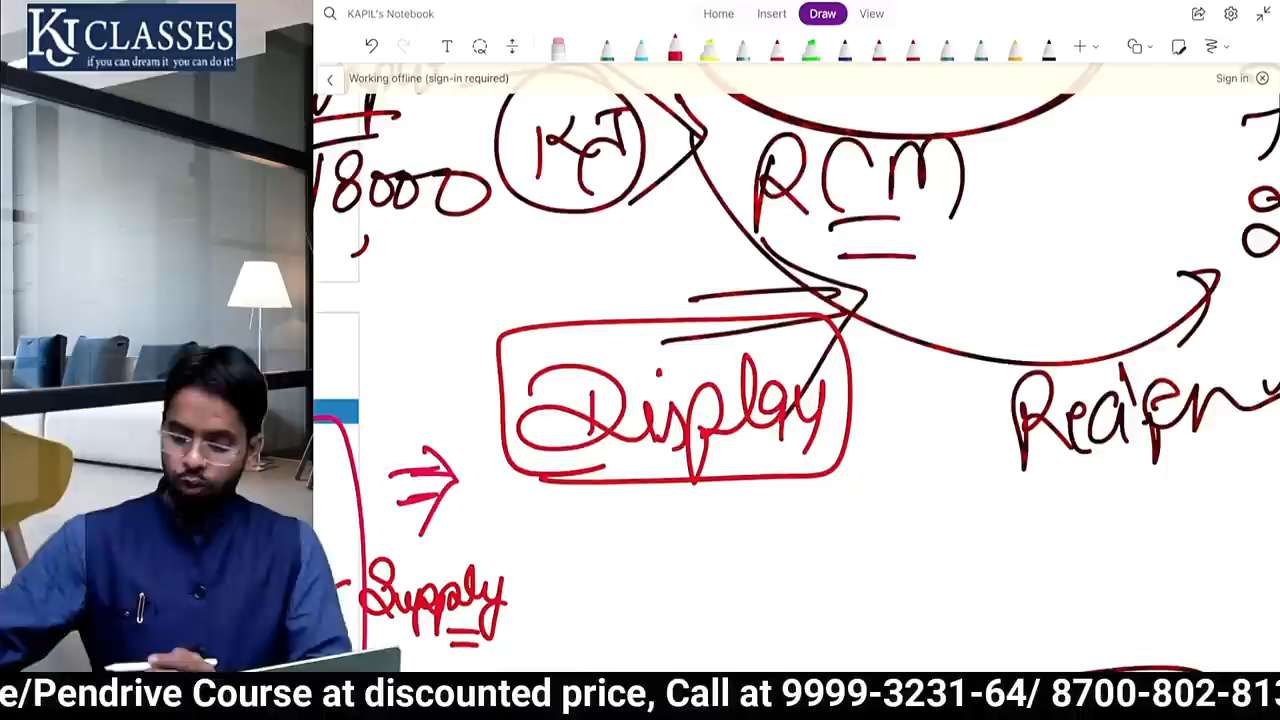 KJ CLASSES
if you can dream it you can do it!
KAPIL's Notebook
Home Insert Draw View
Working offline (sign-in required)
Sign in
18000
RCM
Display
Supply
e/Pendrive Course at discounted price, Call at 9999-3231-64/ 8700-802-813